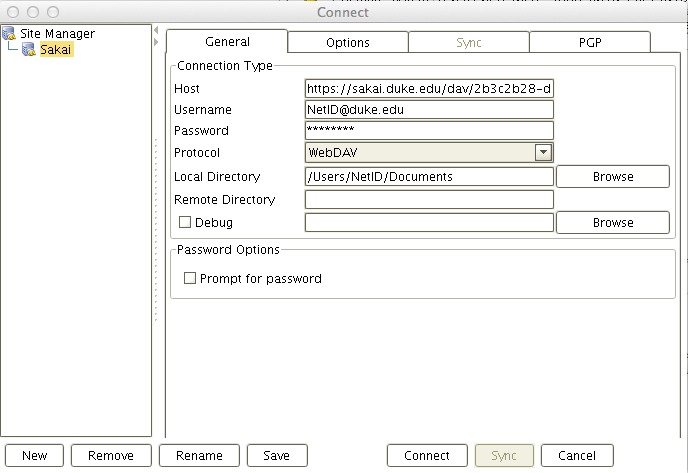 Connect
Site Manager
Sakai
General Options Sync PGP
Connection Type
Host https://sakai.duke.edu/dav/2b3c2b28-d
Username NetID@duke.edu
Password ********
Protocol WebDAV
Local Directory /Users/NetID/Documents Browse
Remote Directory
Debug Browse
Password Options
Prompt for password
New Remove Rename Save Connect Sync Cancel